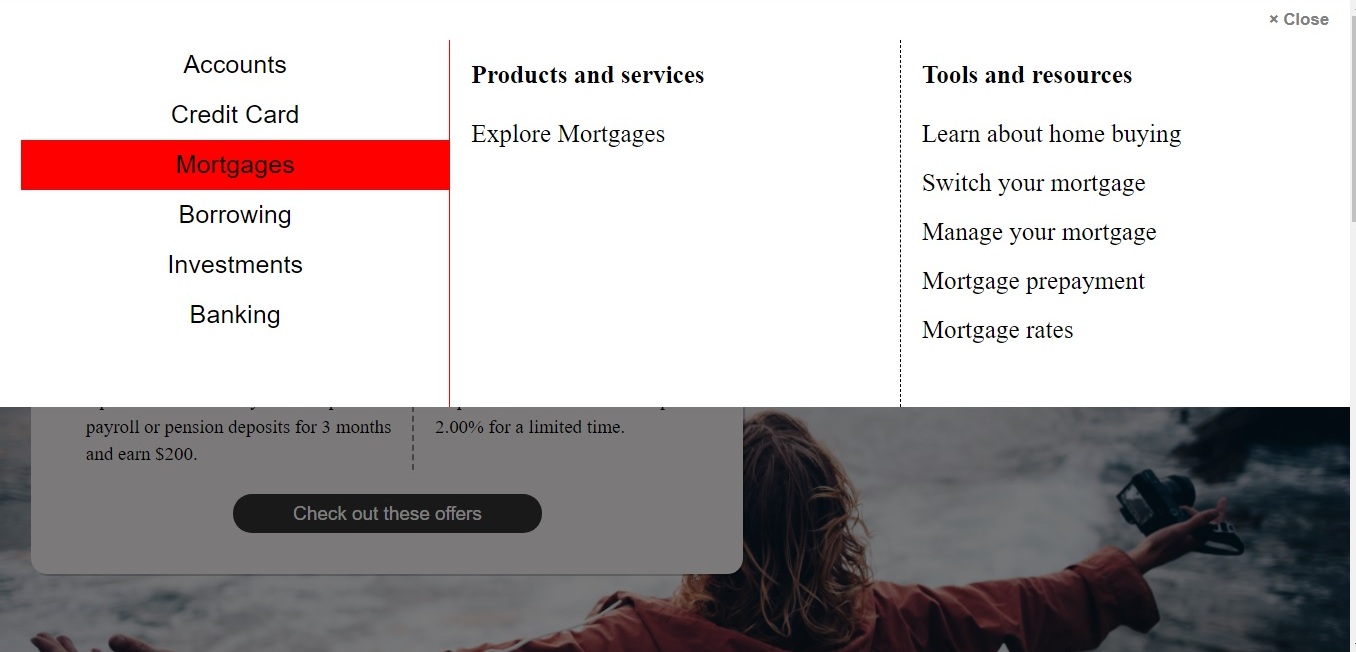 × Close
Accounts
Credit Card
Mortgages
Borrowing
Investments
Banking
Products and services
Explore Mortgages
Tools and resources
Learn about home buying
Switch your mortgage
Manage your mortgage
Mortgage prepayment
Mortgage rates
payroll or pension deposits for 3 months
and earn $200.
2.00% for a limited time.
Check out these offers